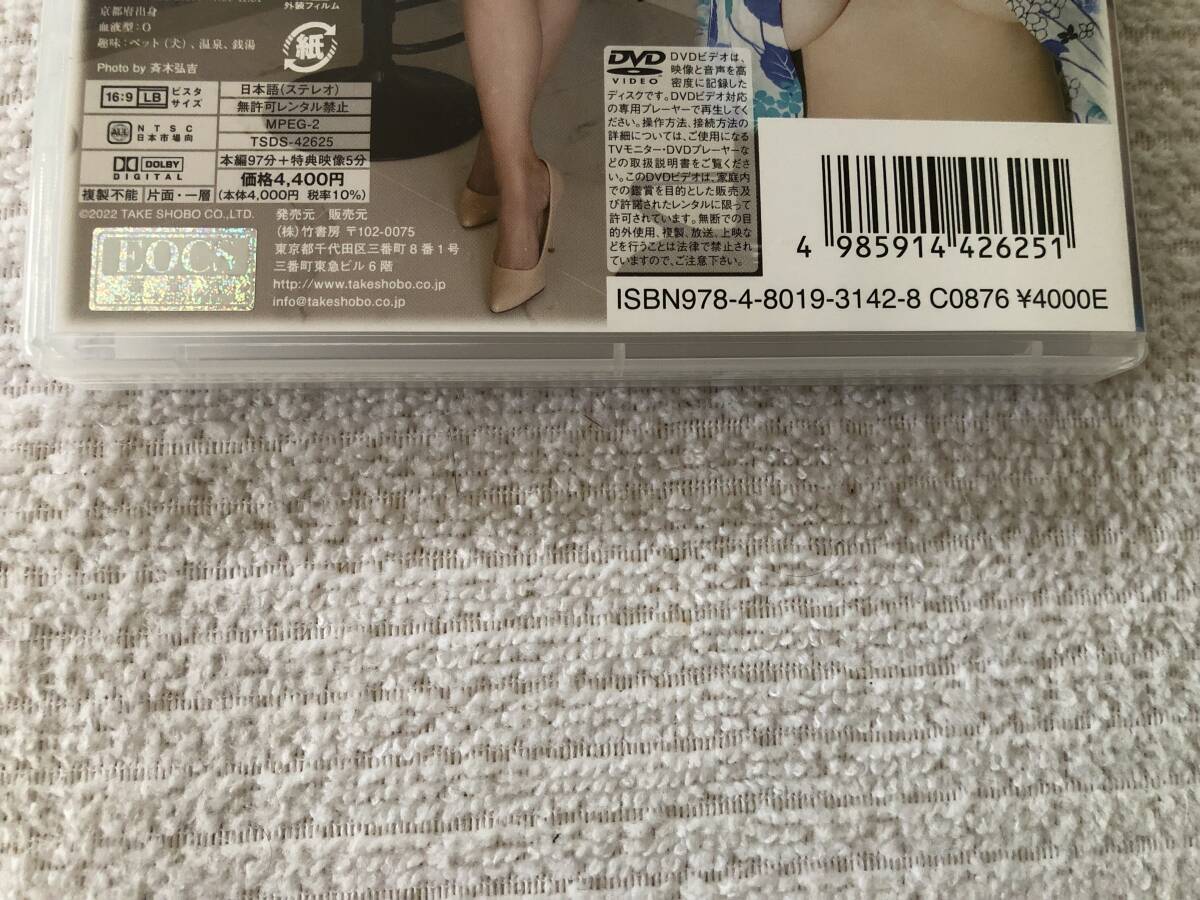 京都府出身
血液型：O
趣味：ペット(犬)、温泉、銭湯
Photo by 斉木弘吉
外装フィルム
紙
16:9 LB ビスタサイズ
ALL NTSC 日本市場向
DOLBY DIGITAL
複製不能 片面・一層
日本語(ステレオ)
無許可レンタル禁止
MPEG-2
TSDS-42625
本編97分＋特典映像5分
価格4,400円
(本体4,000円 税率10%)
©2022 TAKE SHOBO CO.,LTD.
EOCS
発売元／販売元
(株)竹書房 〒102-0075
東京都千代田区三番町８番１号
三番町東急ビル６階
http://www.takeshobo.co.jp
info@takeshobo.co.jp
DVD VIDEO
DVDビデオは、
映像と音声を高
密度に記録した
ディスクです。DVDビデオ対応
の専用プレーヤーで再生してく
ださい。操作方法、接続方法の
詳細については、ご使用になる
TVモニター・DVDプレーヤーな
どの取扱説明書をご覧くださ
い。このDVDビデオは、家庭内
での鑑賞を目的とした販売及
び許諾されたレンタルに限って
許可されています。無断での目
的外使用、複製、放送、上映な
どを行うことは法律で禁止され
ていますので、ご注意下さい。
4 985914 426251
ISBN978-4-8019-3142-8 C0876 ¥4000E